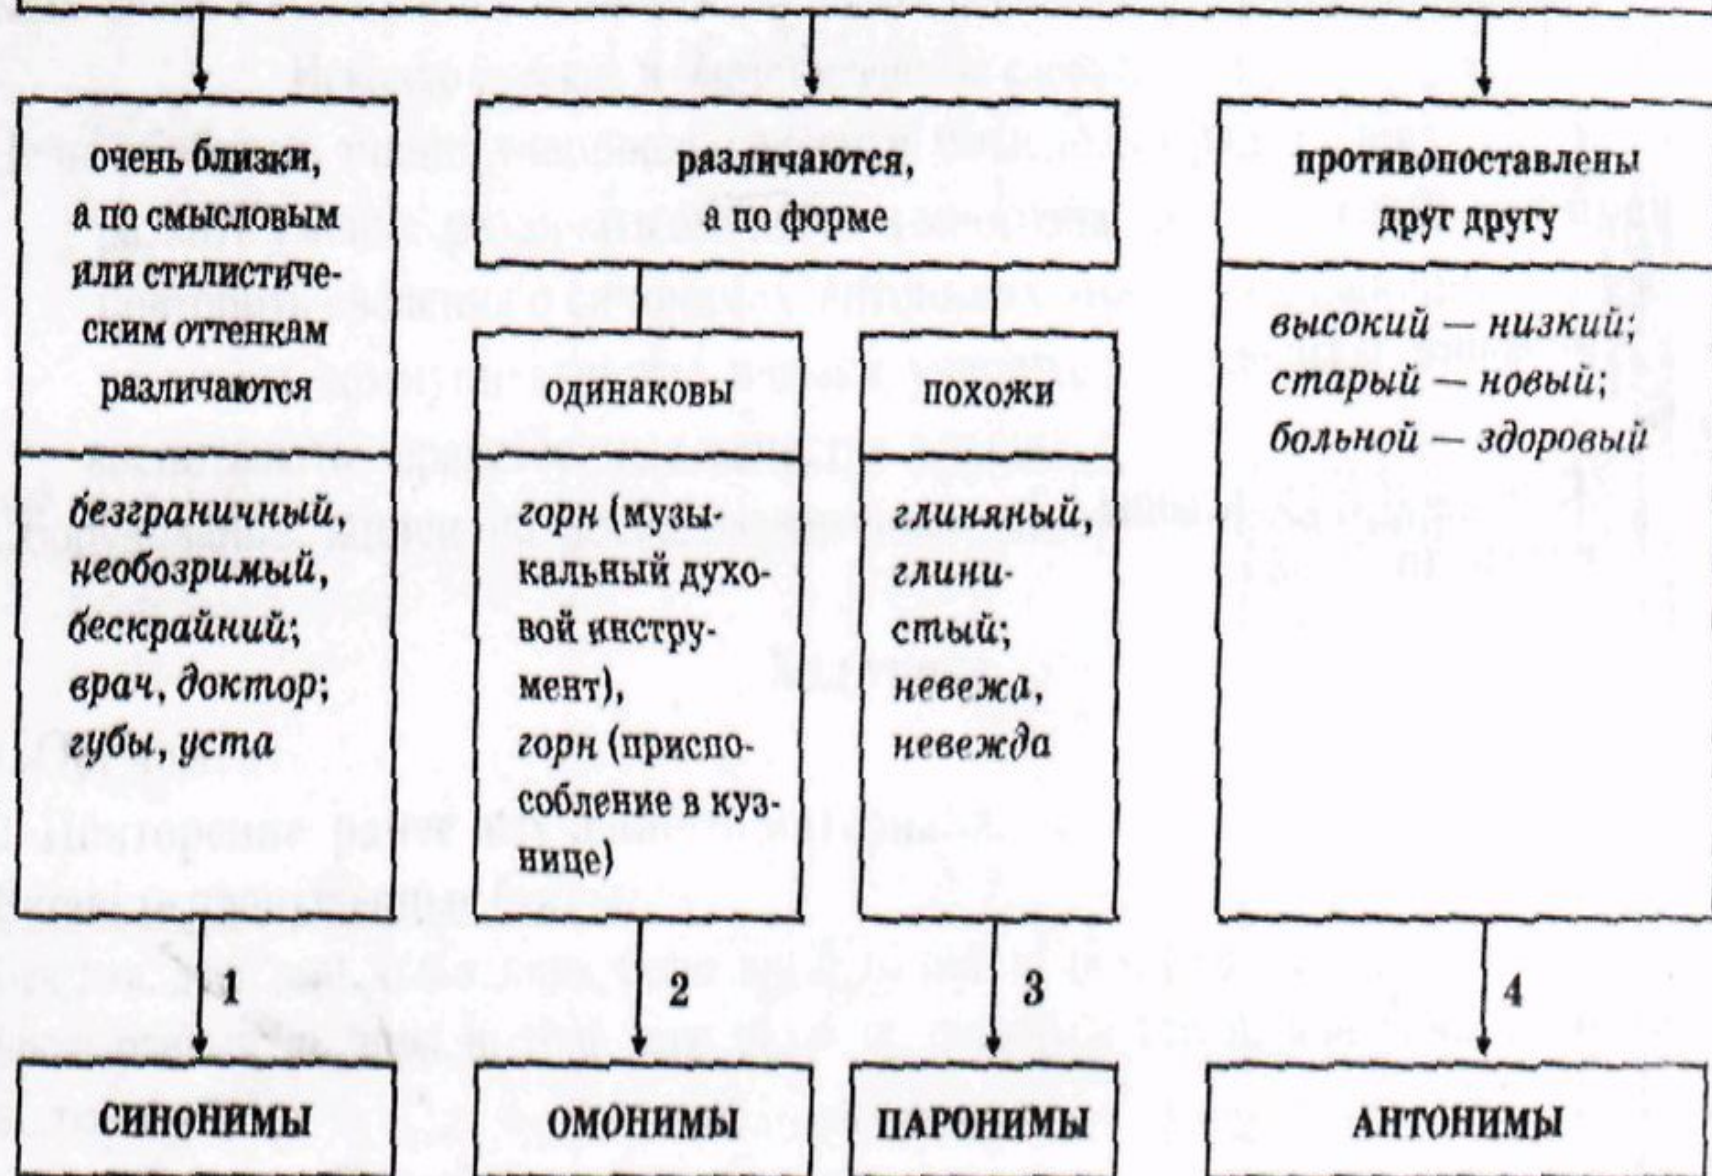 очень близки,
а по смысловым
или стилистиче-
ским оттенкам
различаются
безграничный,
необозримый,
бескрайний;
врач, доктор;
губы, уста
различаются,
а по форме
одинаковы
горн (музы-
кальный духо-
вой инстру-
мент),
горн (приспо-
собление в куз-
нице)
похожи
глиняный,
глини-
стый;
невежа,
невежда
противопоставлены
друг другу
высокий — низкий;
старый — новый;
больной — здоровый
1
2
3
4
СИНОНИМЫ
ОМОНИМЫ
ПАРОНИМЫ
АНТОНИМЫ